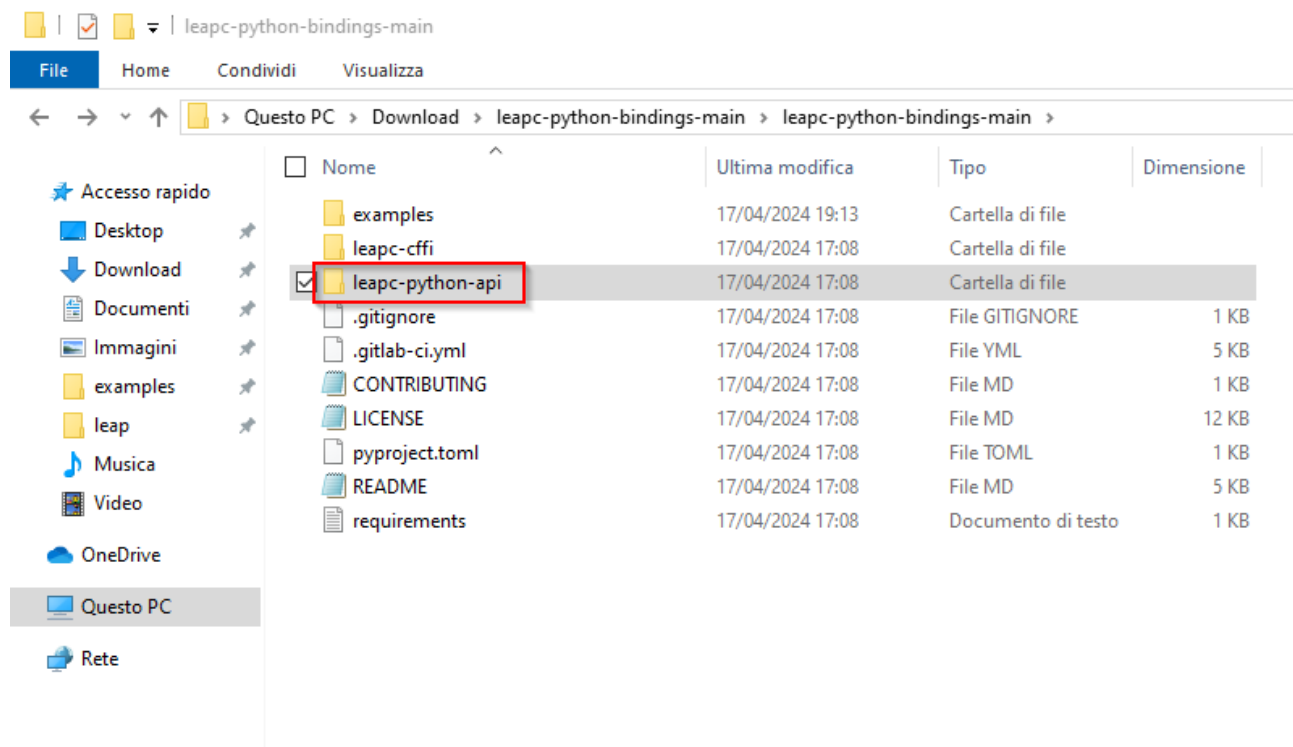 leapc-python-bindings-main
File Home Condividi Visualizza
Questo PC > Download > leapc-python-bindings-main > leapc-python-bindings-main >
Nome Ultima modifica Tipo Dimensione
Accesso rapido
Desktop
Download
Documenti
Immagini
examples
leap
Musica
Video
OneDrive
Questo PC
Rete
examples 17/04/2024 19:13 Cartella di file
leapc-cffi 17/04/2024 17:08 Cartella di file
leapc-python-api 17/04/2024 17:08 Cartella di file
.gitignore 17/04/2024 17:08 File GITIGNORE 1 KB
.gitlab-ci.yml 17/04/2024 17:08 File YML 5 KB
CONTRIBUTING 17/04/2024 17:08 File MD 1 KB
LICENSE 17/04/2024 17:08 File MD 12 KB
pyproject.toml 17/04/2024 17:08 File TOML 1 KB
README 17/04/2024 17:08 File MD 5 KB
requirements 17/04/2024 17:08 Documento di testo 1 KB